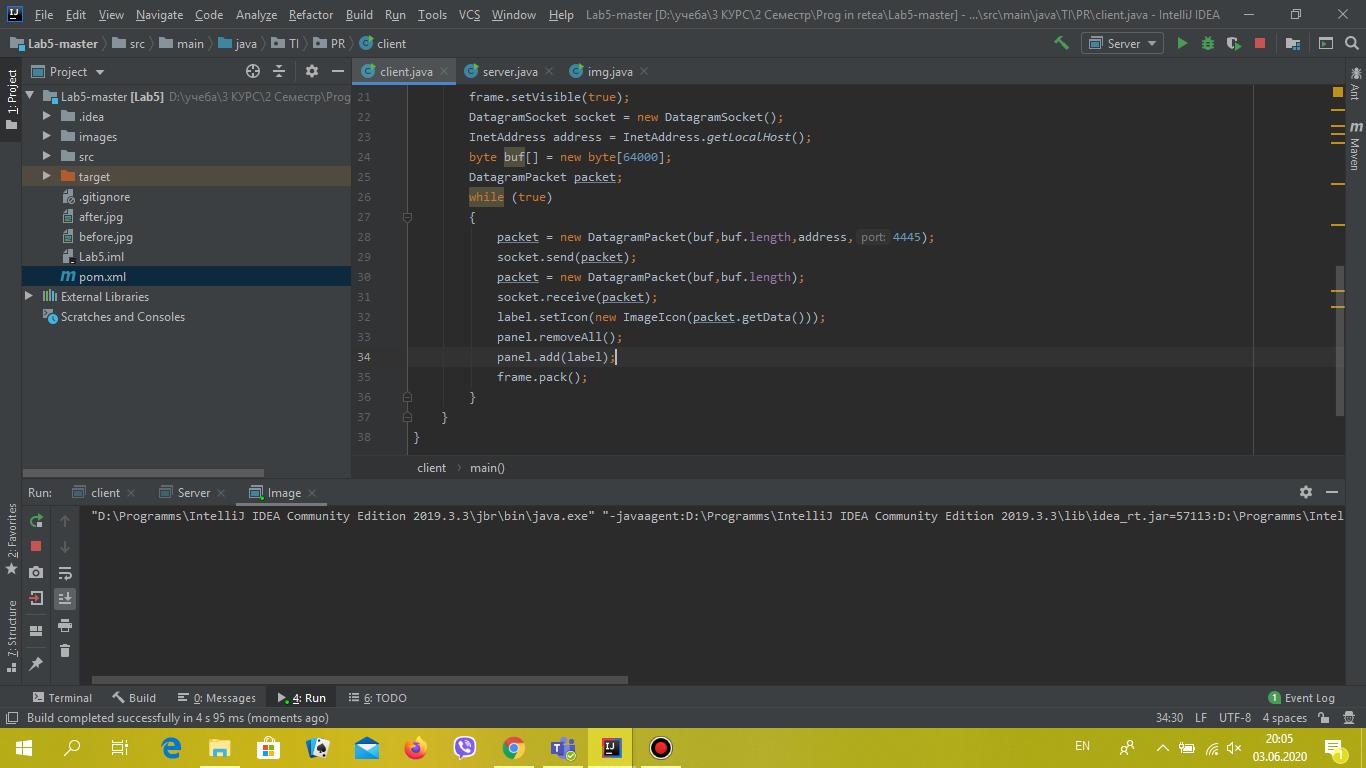 File Edit View Navigate Code Analyze Refactor Build Run Tools VCS Window Help Lab5-master [D:\учеба\3 КУРС\2 Семестр\Prog in retea\Lab5-master] - ...\src\main\java\TI\PR\client.java - IntelliJ IDEA
Lab5-master src main java TI PR client Server
1: Project
Project
client.java server.java img.java
Ant
Maven
Lab5-master [Lab5] D:\учеба\3 КУРС\2 Семестр\Prog
.idea
images
src
target
.gitignore
after.jpg
before.jpg
Lab5.iml
pom.xml
External Libraries
Scratches and Consoles
21 frame.setVisible(true);
22 DatagramSocket socket = new DatagramSocket();
23 InetAddress address = InetAddress.getLocalHost();
24 byte buf[] = new byte[64000];
25 DatagramPacket packet;
26 while (true)
27 {
28 packet = new DatagramPacket(buf,buf.length,address, port: 4445);
29 socket.send(packet);
30 packet = new DatagramPacket(buf,buf.length);
31 socket.receive(packet);
32 label.setIcon(new ImageIcon(packet.getData()));
33 panel.removeAll();
34 panel.add(label);
35 frame.pack();
36 }
37 }
38 }
client main()
Run: client Server Image
"D:\Programms\IntelliJ IDEA Community Edition 2019.3.3\jbr\bin\java.exe" "-javaagent:D:\Programms\IntelliJ IDEA Community Edition 2019.3.3\lib\idea_rt.jar=57113:D:\Programms\Intel
2: Favorites
7: Structure
Terminal Build 0: Messages 4: Run 6: TODO 1 Event Log
Build completed successfully in 4 s 95 ms (moments ago) 34:30 LF UTF-8 4 spaces
EN 20:05
03.06.2020 1